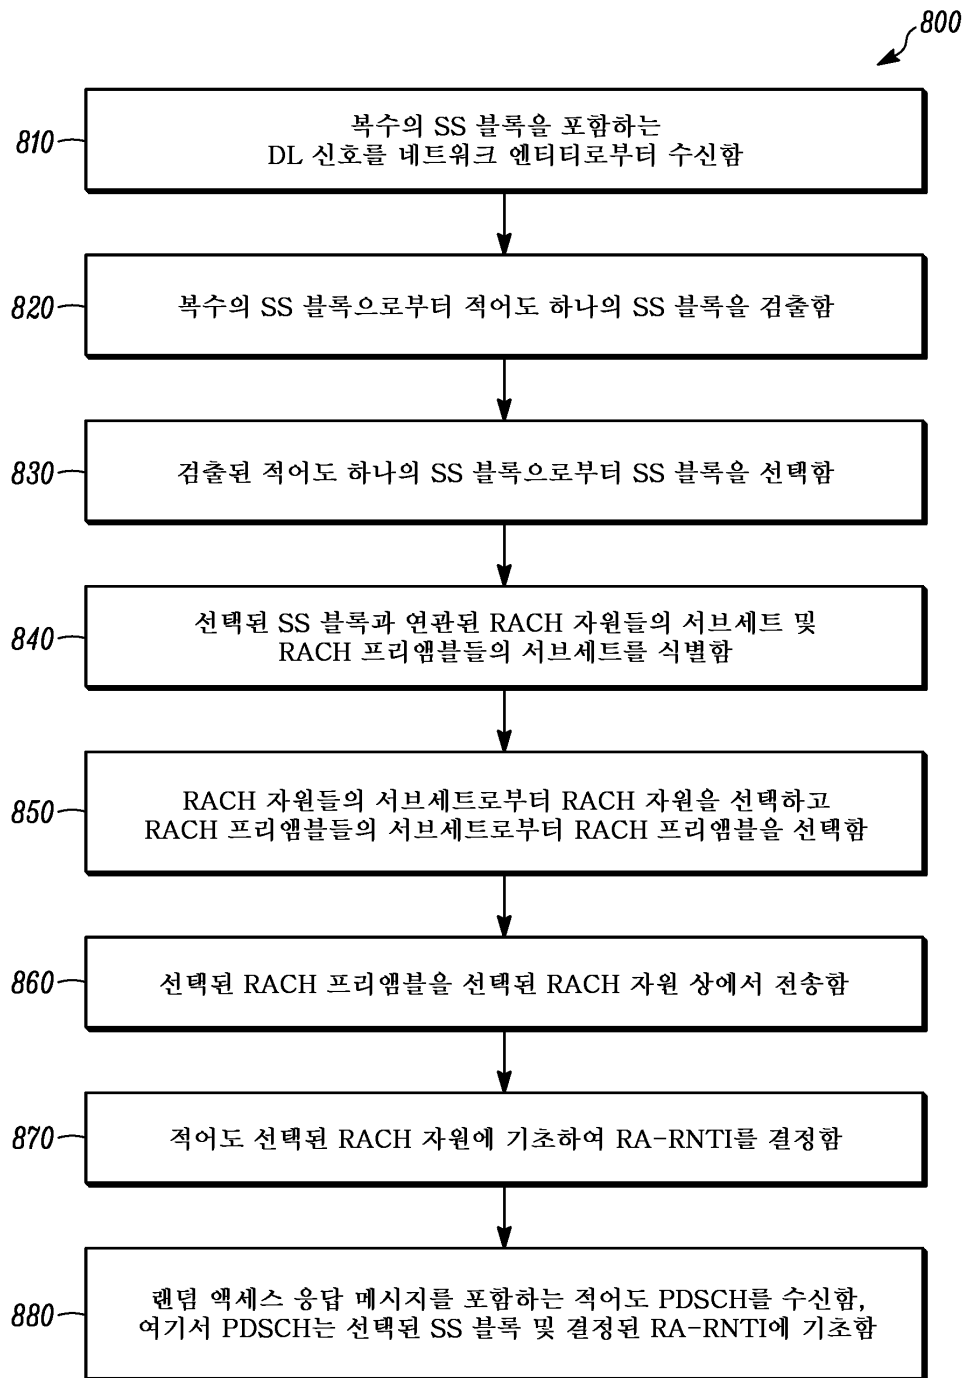 800
810
복수의 SS 블록을 포함하는
DL 신호를 네트워크 엔티티로부터 수신함
820
복수의 SS 블록으로부터 적어도 하나의 SS 블록을 검출함
830
검출된 적어도 하나의 SS 블록으로부터 SS 블록을 선택함
840
선택된 SS 블록과 연관된 RACH 자원들의 서브세트 및
RACH 프리앰블들의 서브세트를 식별함
850
RACH 자원들의 서브세트로부터 RACH 자원을 선택하고
RACH 프리앰블들의 서브세트로부터 RACH 프리앰블을 선택함
860
선택된 RACH 프리앰블을 선택된 RACH 자원 상에서 전송함
870
적어도 선택된 RACH 자원에 기초하여 RA-RNTI를 결정함
880
랜덤 액세스 응답 메시지를 포함하는 적어도 PDSCH를 수신함,
여기서 PDSCH는 선택된 SS 블록 및 결정된 RA-RNTI에 기초함